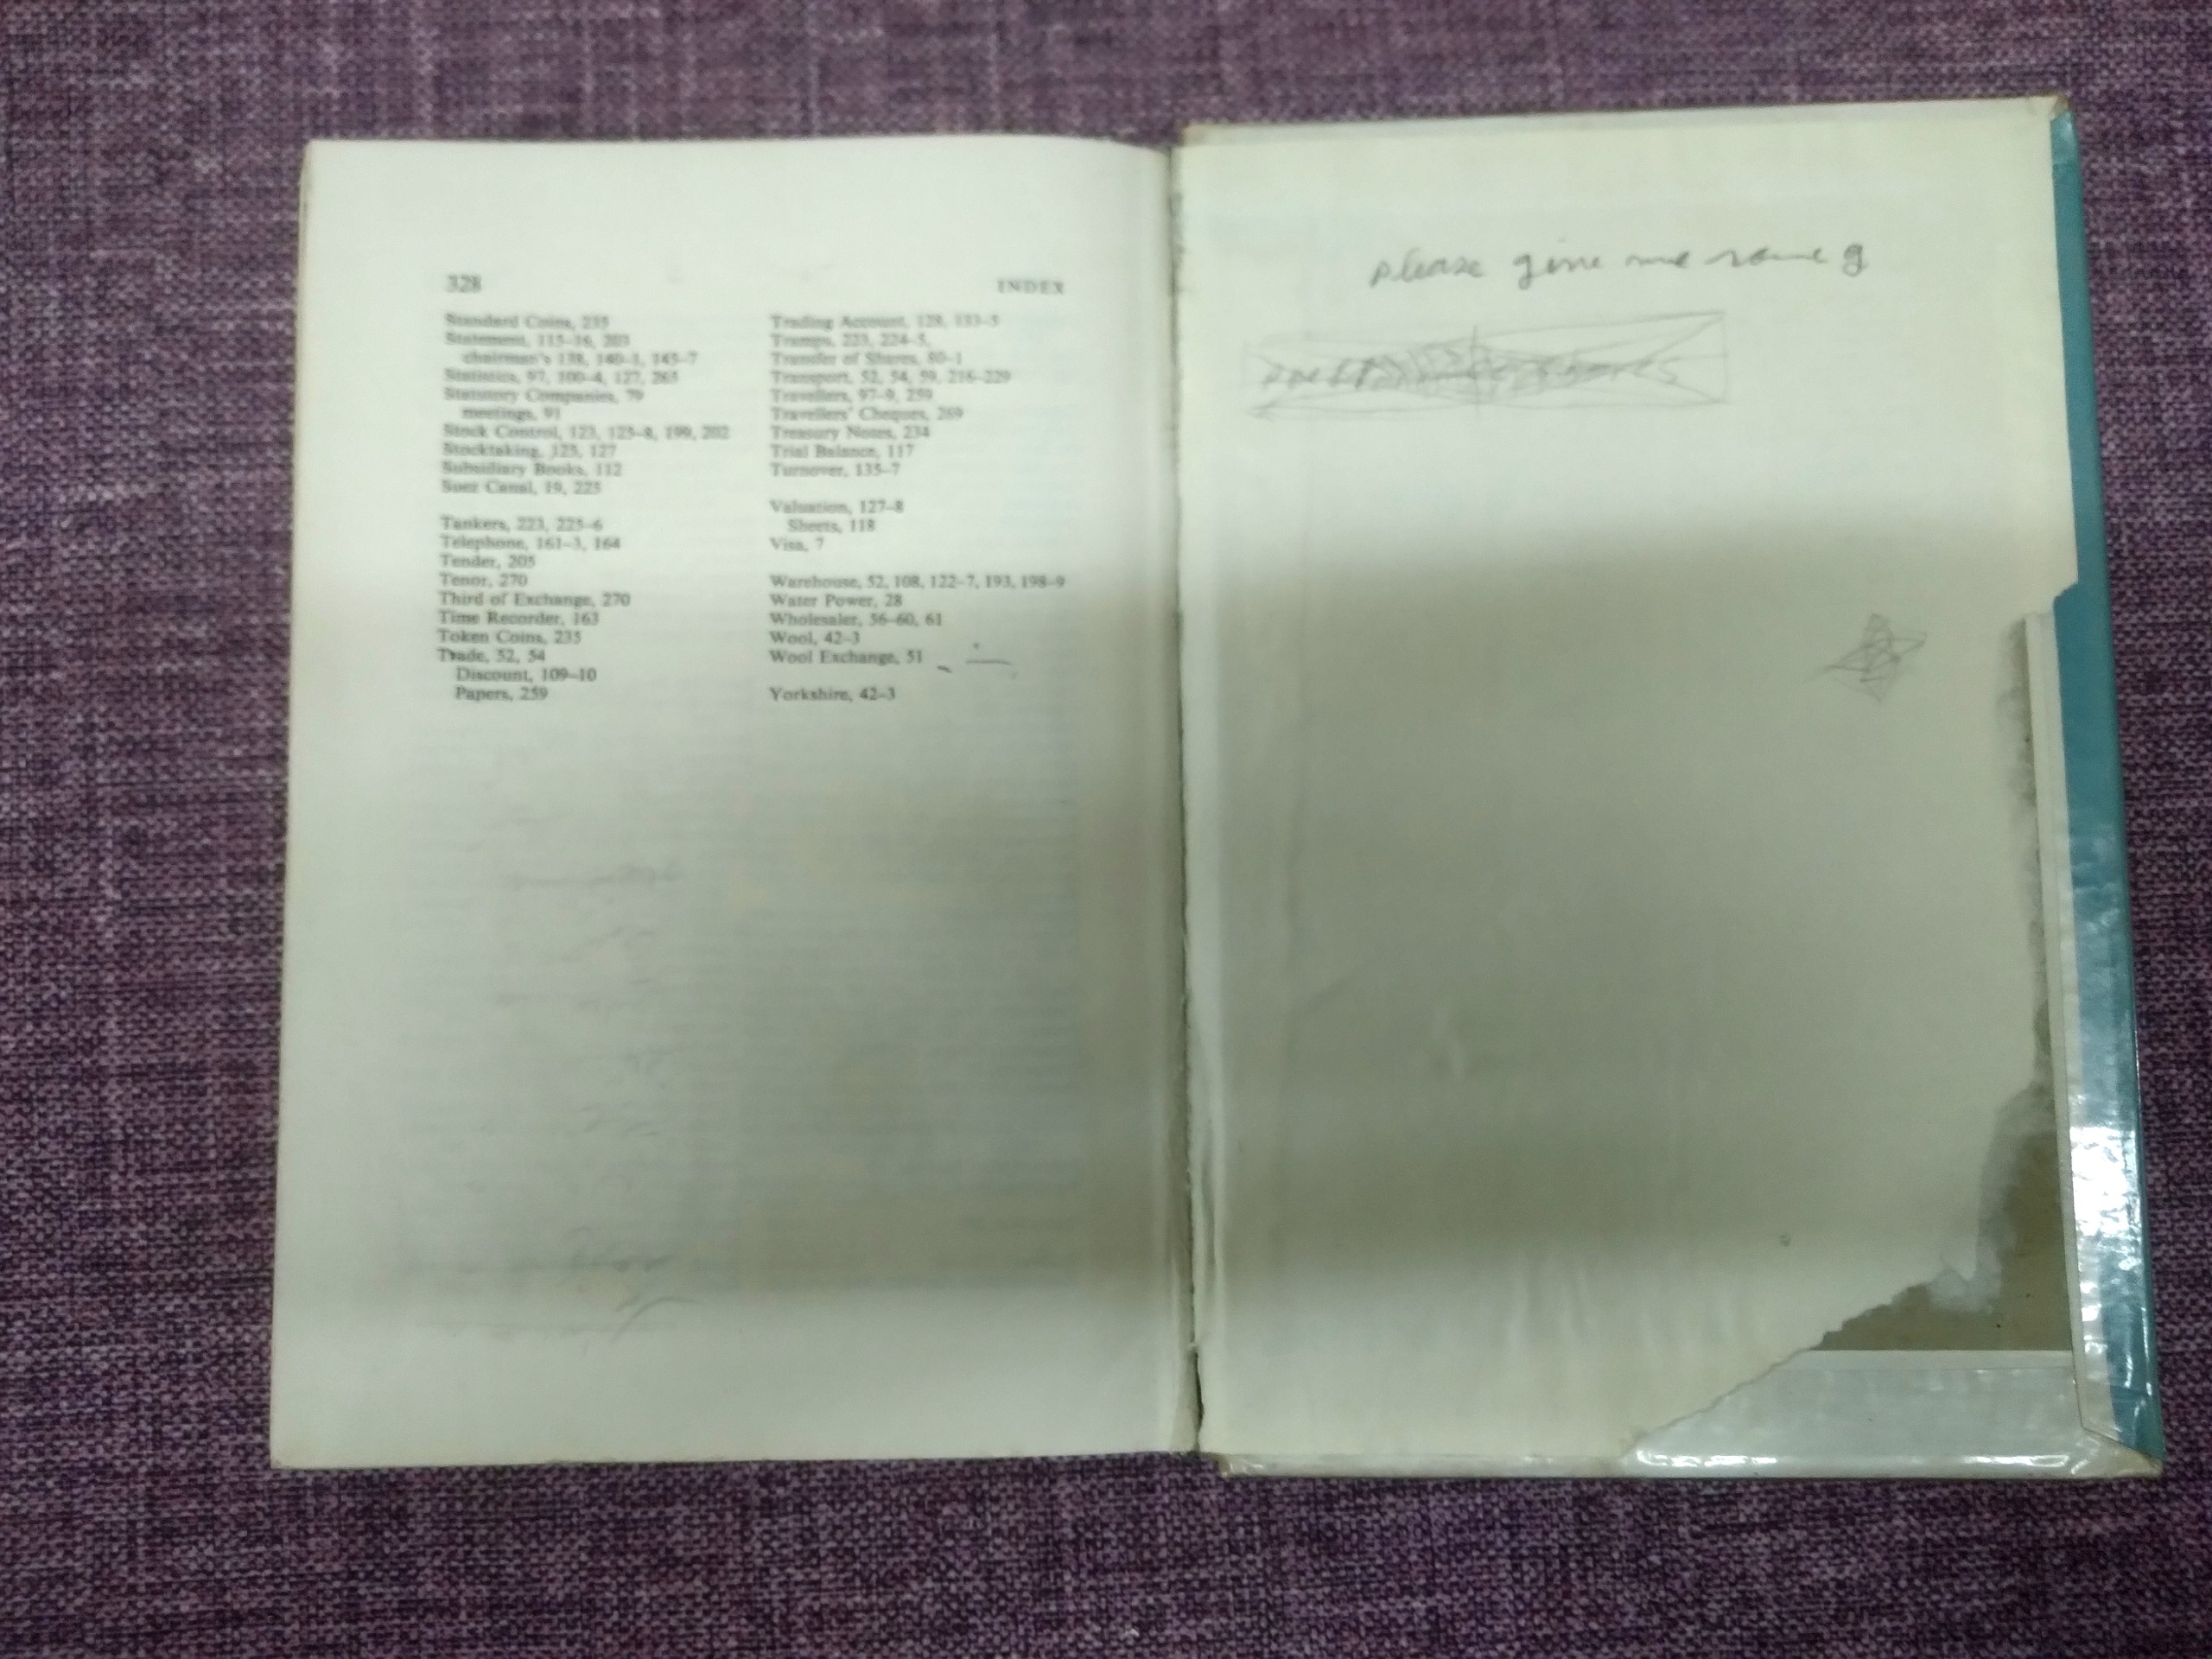 328
INDEX
Standard Coins, 235
Statement, 115-16, 203
chairman's 138, 140-1, 145-7
Statistics, 97, 100-4, 127, 265
Statutory Companies, 79
meetings, 91
Stock Control, 123, 125-8, 199, 202
Stocktaking, 125, 127
Subsidiary Books, 112
Suez Canal, 19, 225
Tankers, 223, 225-6
Telephone, 161-3, 164
Tender, 205
Tenor, 270
Third of Exchange, 270
Time Recorder, 163
Token Coins, 235
Trade, 52, 54
Discount, 109-10
Papers, 259
Trading Account, 128, 133-5
Tramps, 223, 224-5,
Transfer of Shares, 80-1
Transport, 52, 54, 59, 216-229
Travellers, 97-9, 259
Travellers' Cheques, 269
Treasury Notes, 234
Trial Balance, 117
Turnover, 135-7
Valuation, 127-8
Sheets, 118
Visa, 7
Warehouse, 52, 108, 122-7, 193, 198-9
Water Power, 28
Wholesaler, 56-60, 61
Wool, 42-3
Wool Exchange, 51
Yorkshire, 42-3
please give me some g